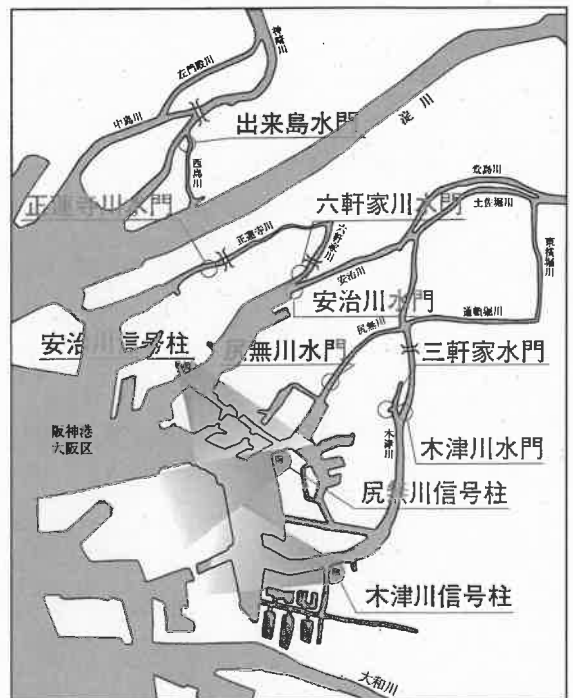 神崎川
左門殿川
中島川
出来島水門
淀川
西島川
正蓮寺川水門
正蓮寺川
六軒家川水門
六軒家川
堂島川
土佐堀川
東横堀川
安治川
安治川水門
道頓堀川
尻無川
安治川信号柱
尻無川水門
三軒家水門
阪神港
大阪区
木津川
木津川水門
尻無川信号柱
木津川信号柱
大和川